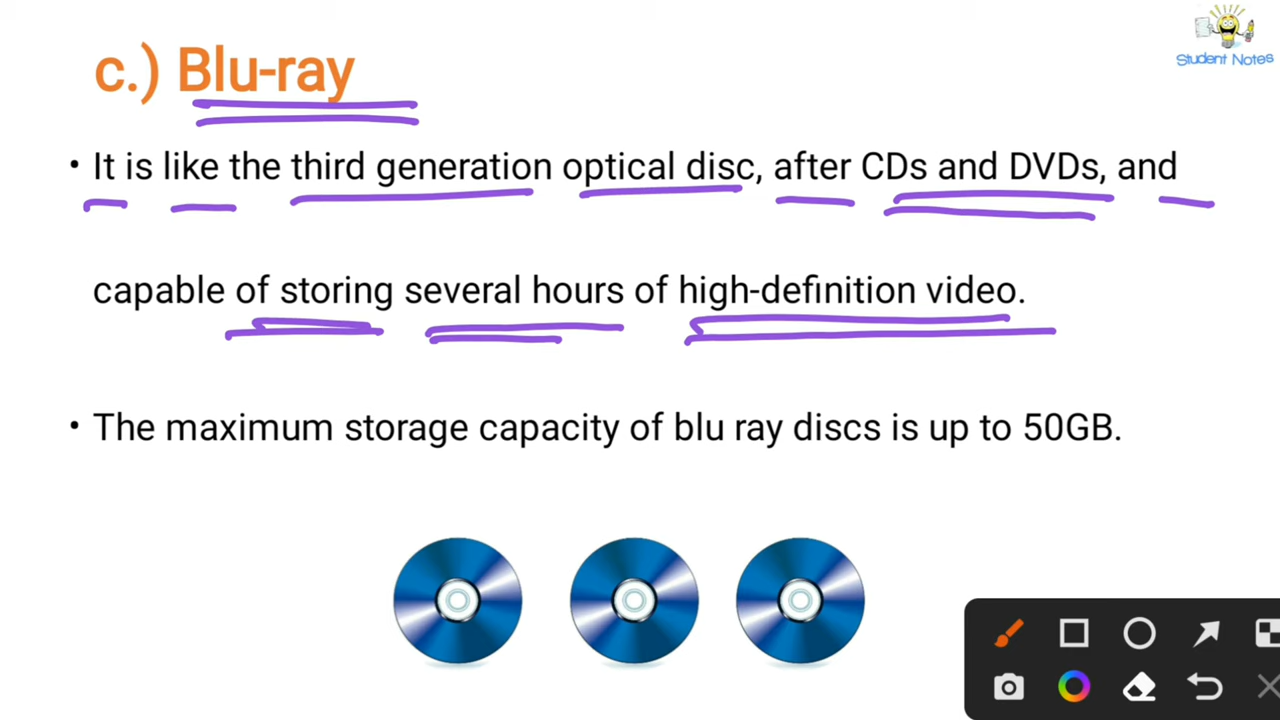 Student Notes
c.) Blu-ray
• It is like the third generation optical disc, after CDs and DVDs, and
capable of storing several hours of high-definition video.
• The maximum storage capacity of blu ray discs is up to 50GB.